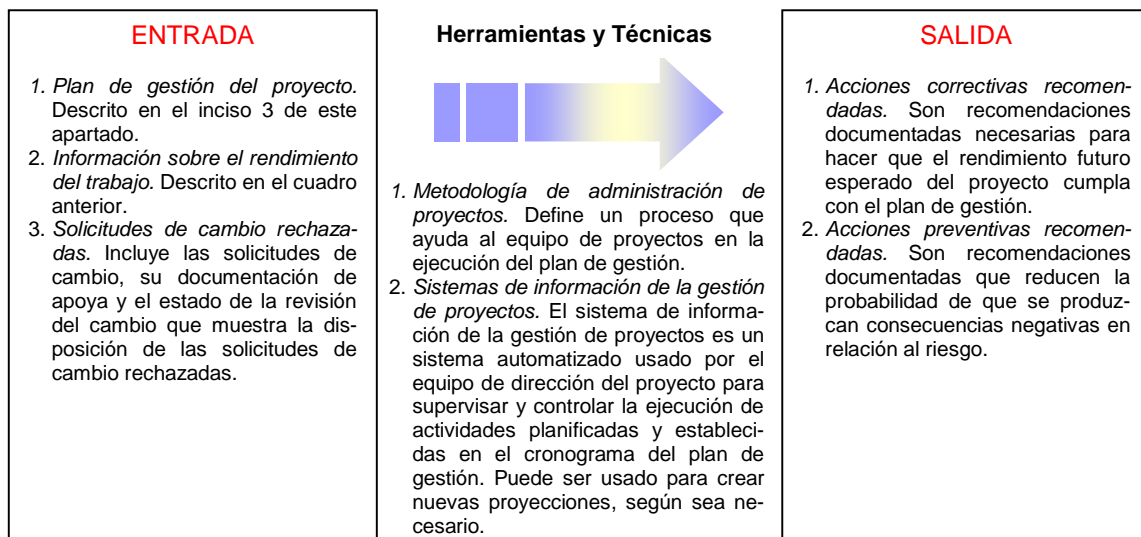 ENTRADA
1. Plan de gestión del proyecto.
Descrito en el inciso 3 de este
apartado.
2. Información sobre el rendimiento
del trabajo. Descrito en el cuadro
anterior.
3. Solicitudes de cambio rechaza-
das. Incluye las solicitudes de
cambio, su documentación de
apoya y el estado de la revisión
del cambio que muestra la dis-
posición de las solicitudes de
cambio rechazadas.
Herramientas y Técnicas
1. Metodología de administración de
proyectos. Define un proceso que
ayuda al equipo de proyectos en la
ejecución del plan de gestión.
2. Sistemas de información de la gestión
de proyectos. El sistema de informa-
ción de la gestión de proyectos es un
sistema automatizado usado por el
equipo de dirección del proyecto para
supervisar y controlar la ejecución de
actividades planificadas y estableci-
das en el cronograma del plan de
gestión. Puede ser usado para crear
nuevas proyecciones, según sea ne-
cesario.
SALIDA
1. Acciones correctivas recomen-
dadas. Son recomendaciones
documentadas necesarias para
hacer que el rendimiento futuro
esperado del proyecto cumpla
con el plan de gestión.
2. Acciones preventivas recomen-
dadas. Son recomendaciones
documentadas que reducen la
probabilidad de que se produz-
can consecuencias negativas en
relación al riesgo.